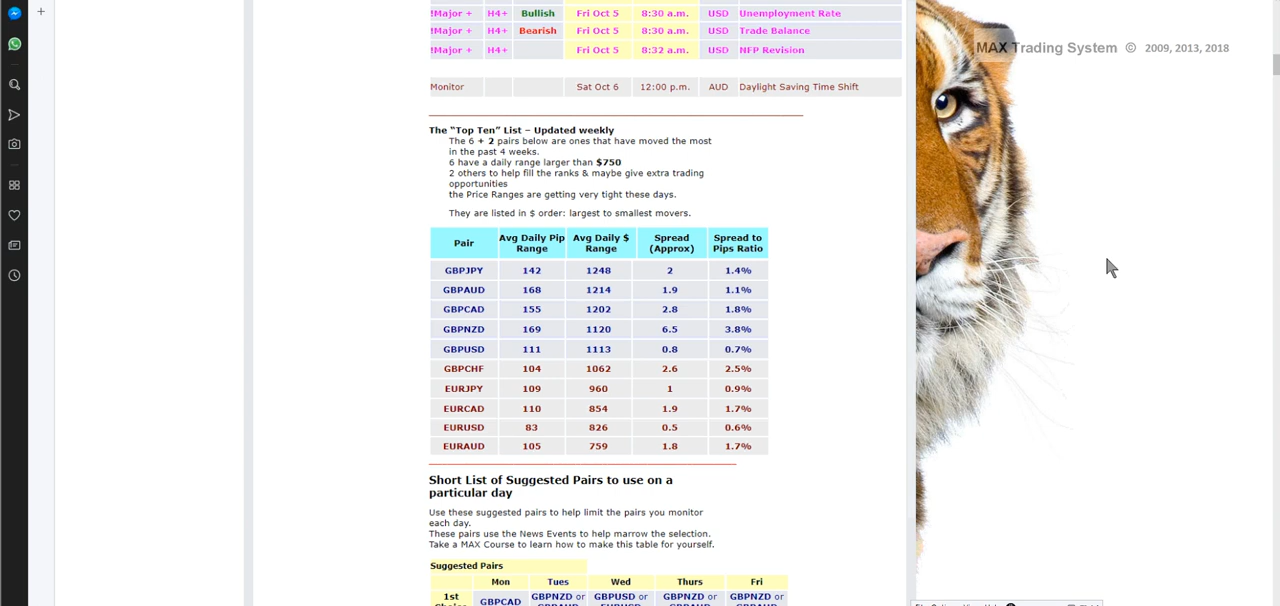 !Major + H4+ Bullish Fri Oct 5 8:30 a.m. USD Unemployment Rate
!Major + H4+ Bearish Fri Oct 5 8:30 a.m. USD Trade Balance
!Major + H4+ Fri Oct 5 8:32 a.m. USD NFP Revision
MAX Trading System © 2009, 2013, 2018
Monitor Sat Oct 6 12:00 p.m. AUD Daylight Saving Time Shift
The “Top Ten” List – Updated weekly
The 6 + 2 pairs below are ones that have moved the most
in the past 4 weeks.
6 have a daily range larger than $750
2 others to help fill the ranks & maybe give extra trading
opportunities
the Price Ranges are getting very tight these days.
They are listed in $ order: largest to smallest movers.
Pair Avg Daily Pip Range Avg Daily $ Range Spread (Approx) Spread to Pips Ratio
GBPJPY 142 1248 2 1.4%
GBPAUD 168 1214 1.9 1.1%
GBPCAD 155 1202 2.8 1.8%
GBPNZD 169 1120 6.5 3.8%
GBPUSD 111 1113 0.8 0.7%
GBPCHF 104 1062 2.6 2.5%
EURJPY 109 960 1 0.9%
EURCAD 110 854 1.9 1.7%
EURUSD 83 826 0.5 0.6%
EURAUD 105 759 1.8 1.7%
Short List of Suggested Pairs to use on a
particular day
Use these suggested pairs to help limit the pairs you monitor
each day.
These pairs use the News Events to help marrow the selection.
Take a MAX Course to learn how to make this table for yourself.
Suggested Pairs
Mon Tues Wed Thurs Fri
1st GBPCAD GBPNZD or GBPUSD or GBPNZD or GBPNZD or